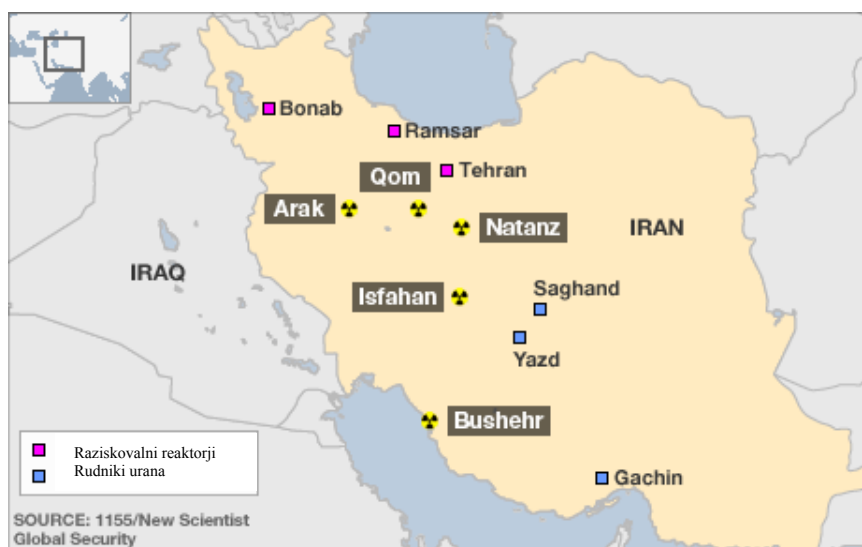 Bonab
Ramsar
Qom
Tehran
Arak
Natanz
IRAN
IRAQ
Isfahan
Saghand
Yazd
Bushehr
Raziskovalni reaktorji
Rudniki urana
Gachin
SOURCE: 1155/New Scientist
Global Security